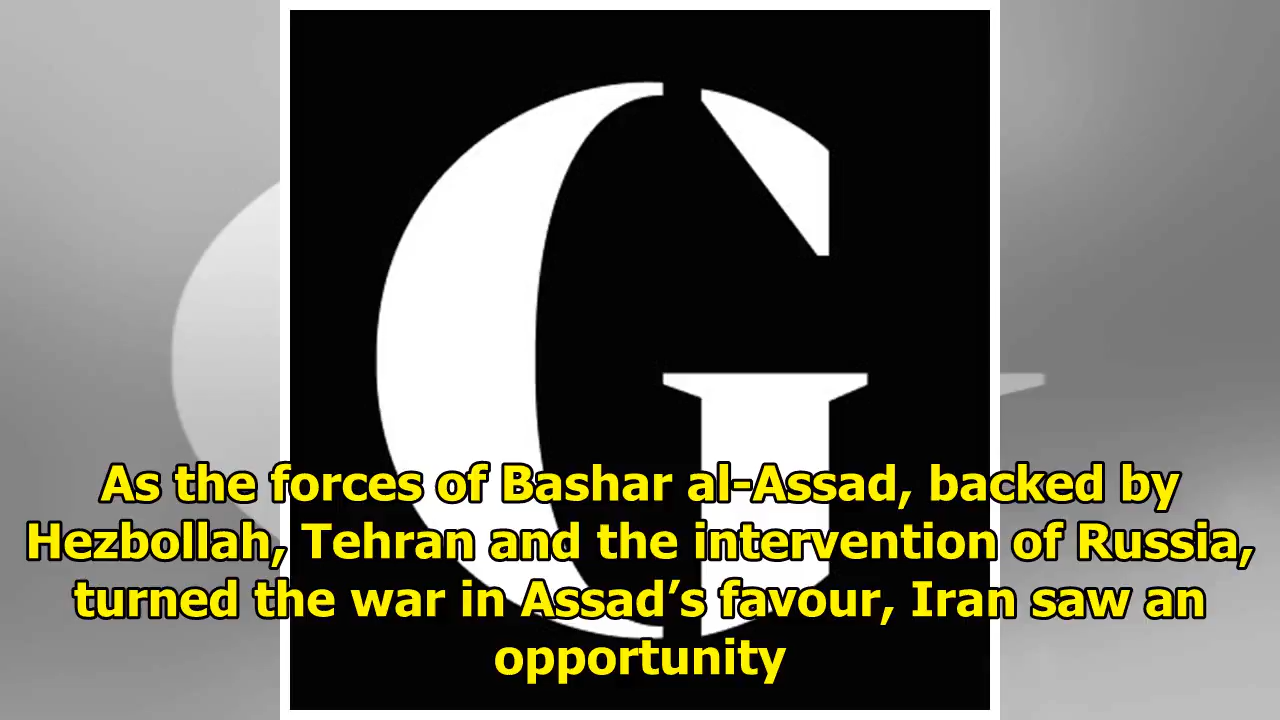 G
As the forces of Bashar al-Assad, backed by
Hezbollah, Tehran and the intervention of Russia,
turned the war in Assad’s favour, Iran saw an
opportunity